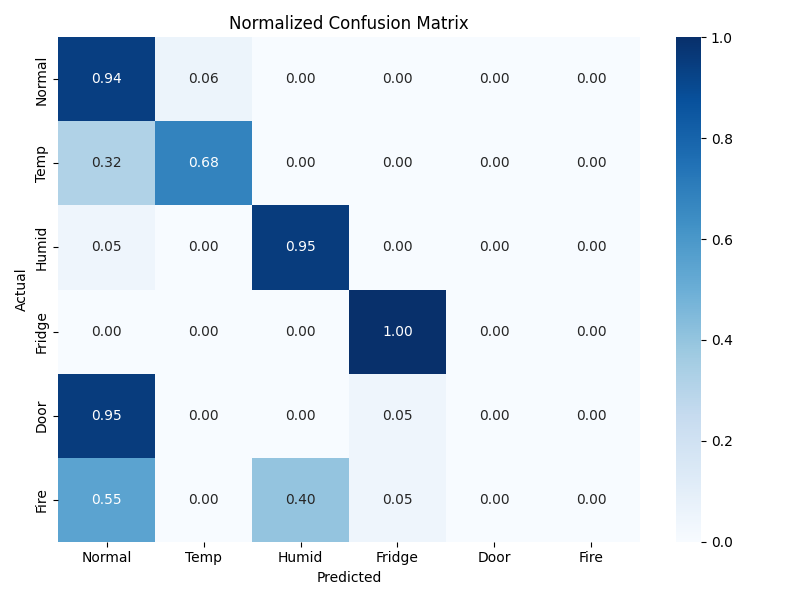 Normalized Confusion Matrix
Actual
Normal 0.94 0.06 0.00 0.00 0.00 0.00
Temp 0.32 0.68 0.00 0.00 0.00 0.00
Humid 0.05 0.00 0.95 0.00 0.00 0.00
Fridge 0.00 0.00 0.00 1.00 0.00 0.00
Door 0.95 0.00 0.00 0.05 0.00 0.00
Fire 0.55 0.00 0.40 0.05 0.00 0.00
Normal Temp Humid Fridge Door Fire
Predicted
1.0
0.8
0.6
0.4
0.2
0.0